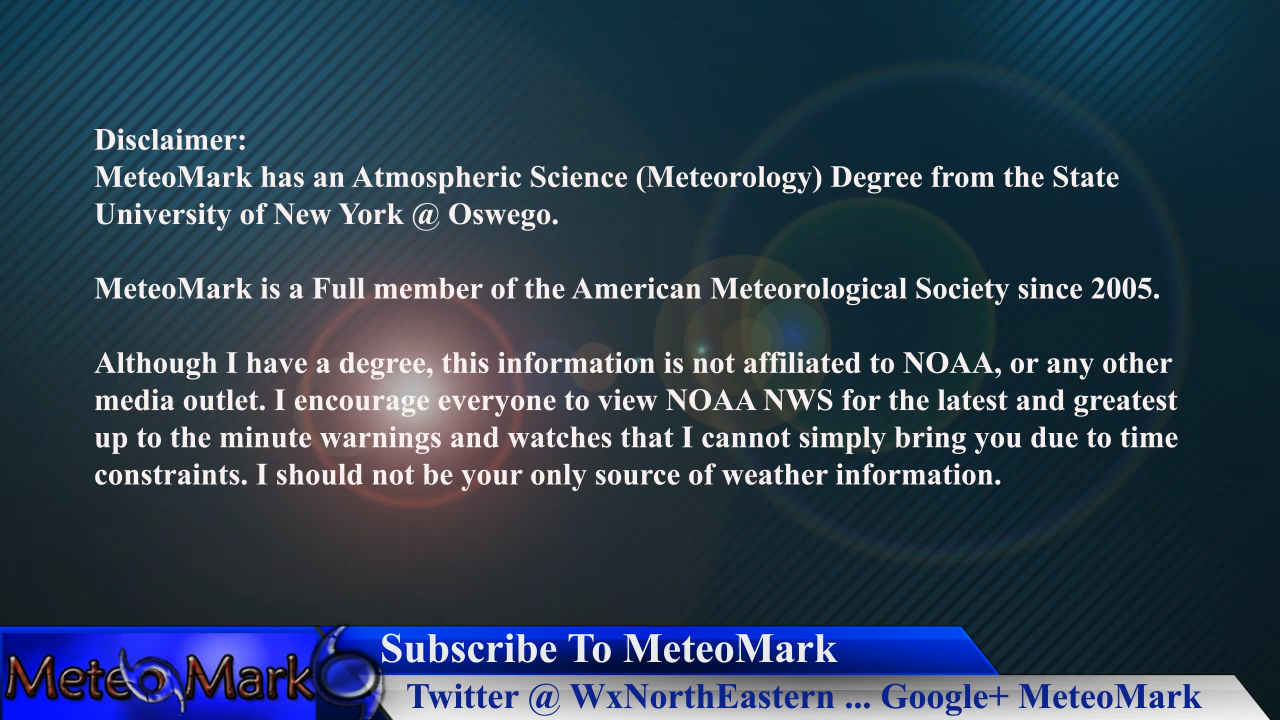 Disclaimer:
MeteoMark has an Atmospheric Science (Meteorology) Degree from the State
University of New York @ Oswego.
MeteoMark is a Full member of the American Meteorological Society since 2005.
Although I have a degree, this information is not affiliated to NOAA, or any other
media outlet. I encourage everyone to view NOAA NWS for the latest and greatest
up to the minute warnings and watches that I cannot simply bring you due to time
constraints. I should not be your only source of weather information.
Subscribe To MeteoMark
MeteoMark
Twitter @ WxNorthEastern ... Google+ MeteoMark